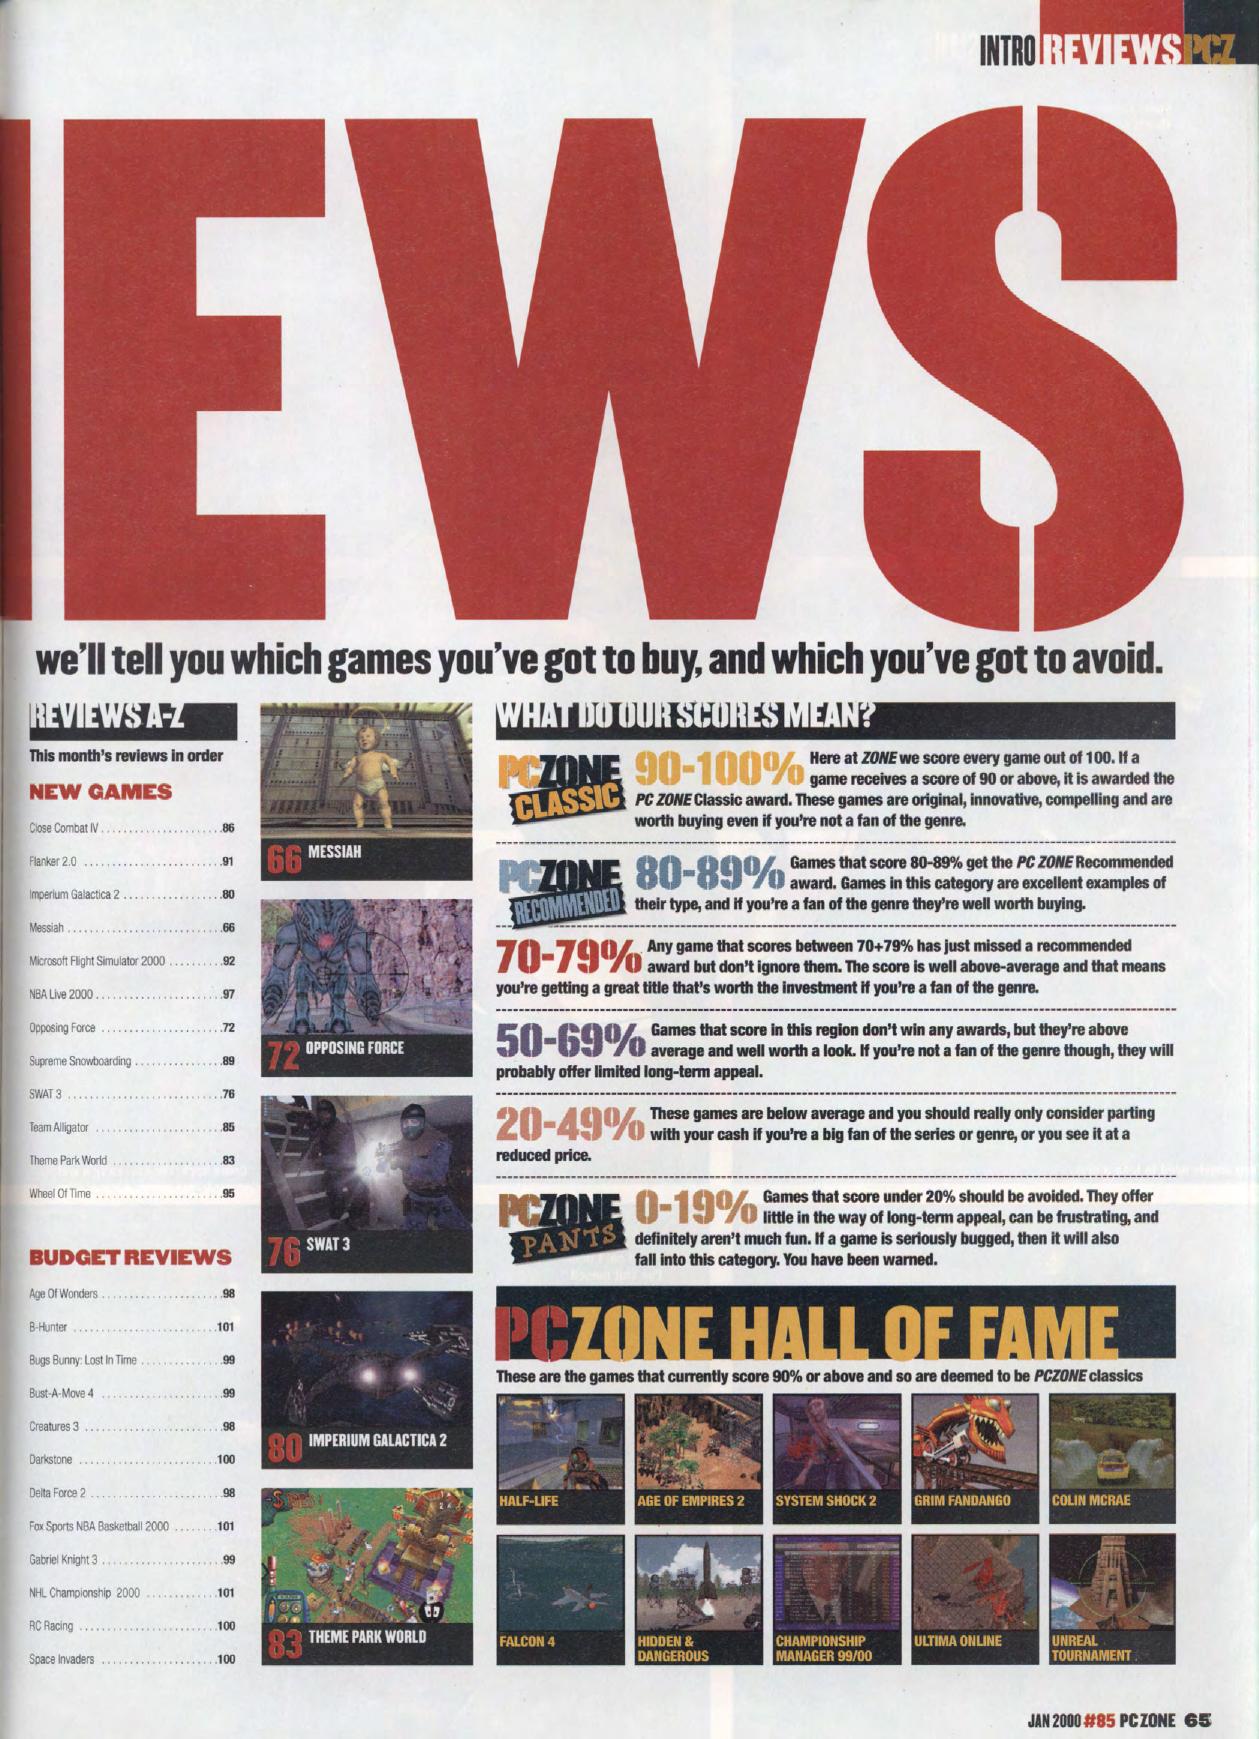 INTRO REVIEWS PCZ
EWS
we'll tell you which games you've got to buy, and which you've got to avoid.
REVIEWS A-Z
This month's reviews in order
NEW GAMES
Close Combat IV ..................... 86
Flanker 2.0 ..................... 91
Imperium Galactica 2 ............... 80
Messiah ........................ 66
Microsoft Flight Simulator 2000 .......... 92
NBA Live 2000 ................... 97
Opposing Force .................. 72
Supreme Snowboarding .............. 89
SWAT 3 ........................ 76
Team Alligator ................... 85
Theme Park World ................. 83
Wheel Of Time .................... 95
BUDGET REVIEWS
Age Of Wonders ................... 98
B-Hunter ...................... 101
Bugs Bunny: Lost In Time ............. 99
Bust-A-Move 4 ................... 99
Creatures 3 ..................... 98
Darkstone ...................... 100
Delta Force 2 .................... 98
Fox Sports NBA Basketball 2000 ........ 101
Gabriel Knight 3 .................. 99
NHL Championship 2000 ............ 101
RC Racing ...................... 100
Space Invaders ................... 100
66 MESSIAH
72 OPPOSING FORCE
76 SWAT 3
80 IMPERIUM GALACTICA 2
83 THEME PARK WORLD
WHAT DO OUR SCORES MEAN?
PCZONE
CLASSIC
90-100% Here at ZONE we score every game out of 100. If a
game receives a score of 90 or above, it is awarded the
PC ZONE Classic award. These games are original, innovative, compelling and are
worth buying even if you're not a fan of the genre.
PCZONE
RECOMMENDED
80-89% Games that score 80-89% get the PC ZONE Recommended
award. Games in this category are excellent examples of
their type, and if you're a fan of the genre they're well worth buying.
70-79% Any game that scores between 70+79% has just missed a recommended
award but don't ignore them. The score is well above-average and that means
you're getting a great title that's worth the investment if you're a fan of the genre.
50-69% Games that score in this region don't win any awards, but they're above
average and well worth a look. If you're not a fan of the genre though, they will
probably offer limited long-term appeal.
20-49% These games are below average and you should really only consider parting
with your cash if you're a big fan of the series or genre, or you see it at a
reduced price.
PCZONE
PANTS
0-19% Games that score under 20% should be avoided. They offer
little in the way of long-term appeal, can be frustrating, and
definitely aren't much fun. If a game is seriously bugged, then it will also
fall into this category. You have been warned.
PCZONE HALL OF FAME
These are the games that currently score 90% or above and so are deemed to be PCZONE classics
HALF-LIFE
AGE OF EMPIRES 2
SYSTEM SHOCK 2
GRIM FANDANGO
COLIN MCRAE
FALCON 4
HIDDEN &
DANGEROUS
CHAMPIONSHIP
MANAGER 99/00
ULTIMA ONLINE
UNREAL
TOURNAMENT
JAN 2000 #85 PC ZONE 65